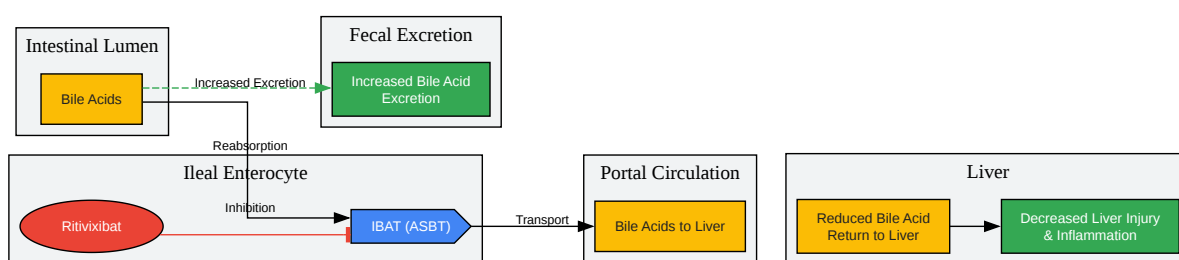 Intestinal Lumen
Bile Acids
Increased Excretion
Fecal Excretion
Increased Bile Acid
Excretion
Reabsorption
Ileal Enterocyte
Ritivixibat
Inhibition
IBAT (ASBT)
Transport
Portal Circulation
Bile Acids to Liver
Liver
Reduced Bile Acid
Return to Liver
Decreased Liver Injury
& Inflammation